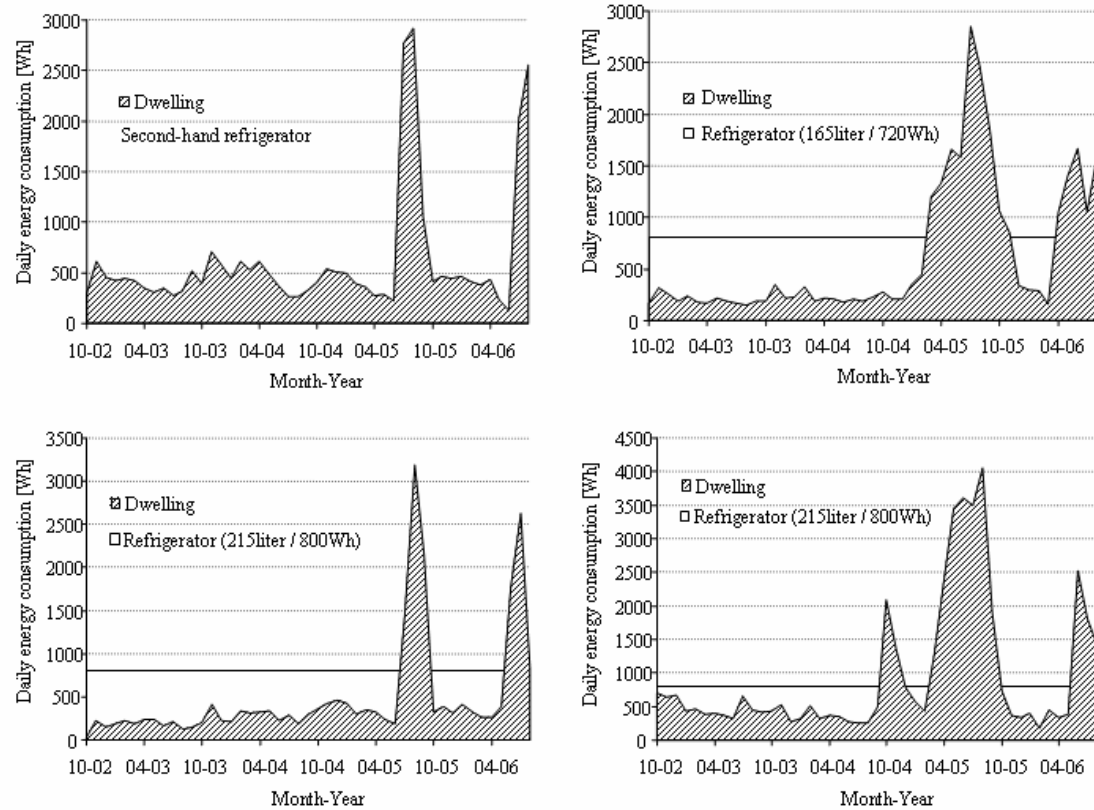 Daily energy consumption [Wh]
3000
2500
2000
1500
1000
500
0
Dwelling
Second-hand refrigerator
10-02 04-03 10-03 04-04 10-04 04-05 10-05 04-06
Month-Year
Daily energy consumption [Wh]
3000
2500
2000
1500
1000
500
0
Dwelling
Refrigerator (165liter / 720Wh)
10-02 04-03 10-03 04-04 10-04 04-05 10-05 04-06
Month-Year
Daily energy consumption [Wh]
3500
3000
2500
2000
1500
1000
500
0
Dwelling
Refrigerator (215liter / 800Wh)
10-02 04-03 10-03 04-04 10-04 04-05 10-05 04-06
Month-Year
Daily energy consumption [Wh]
4500
4000
3500
3000
2500
2000
1500
1000
500
0
Dwelling
Refrigerator (215liter / 800Wh)
10-02 04-03 10-03 04-04 10-04 04-05 10-05 04-06
Month-Year